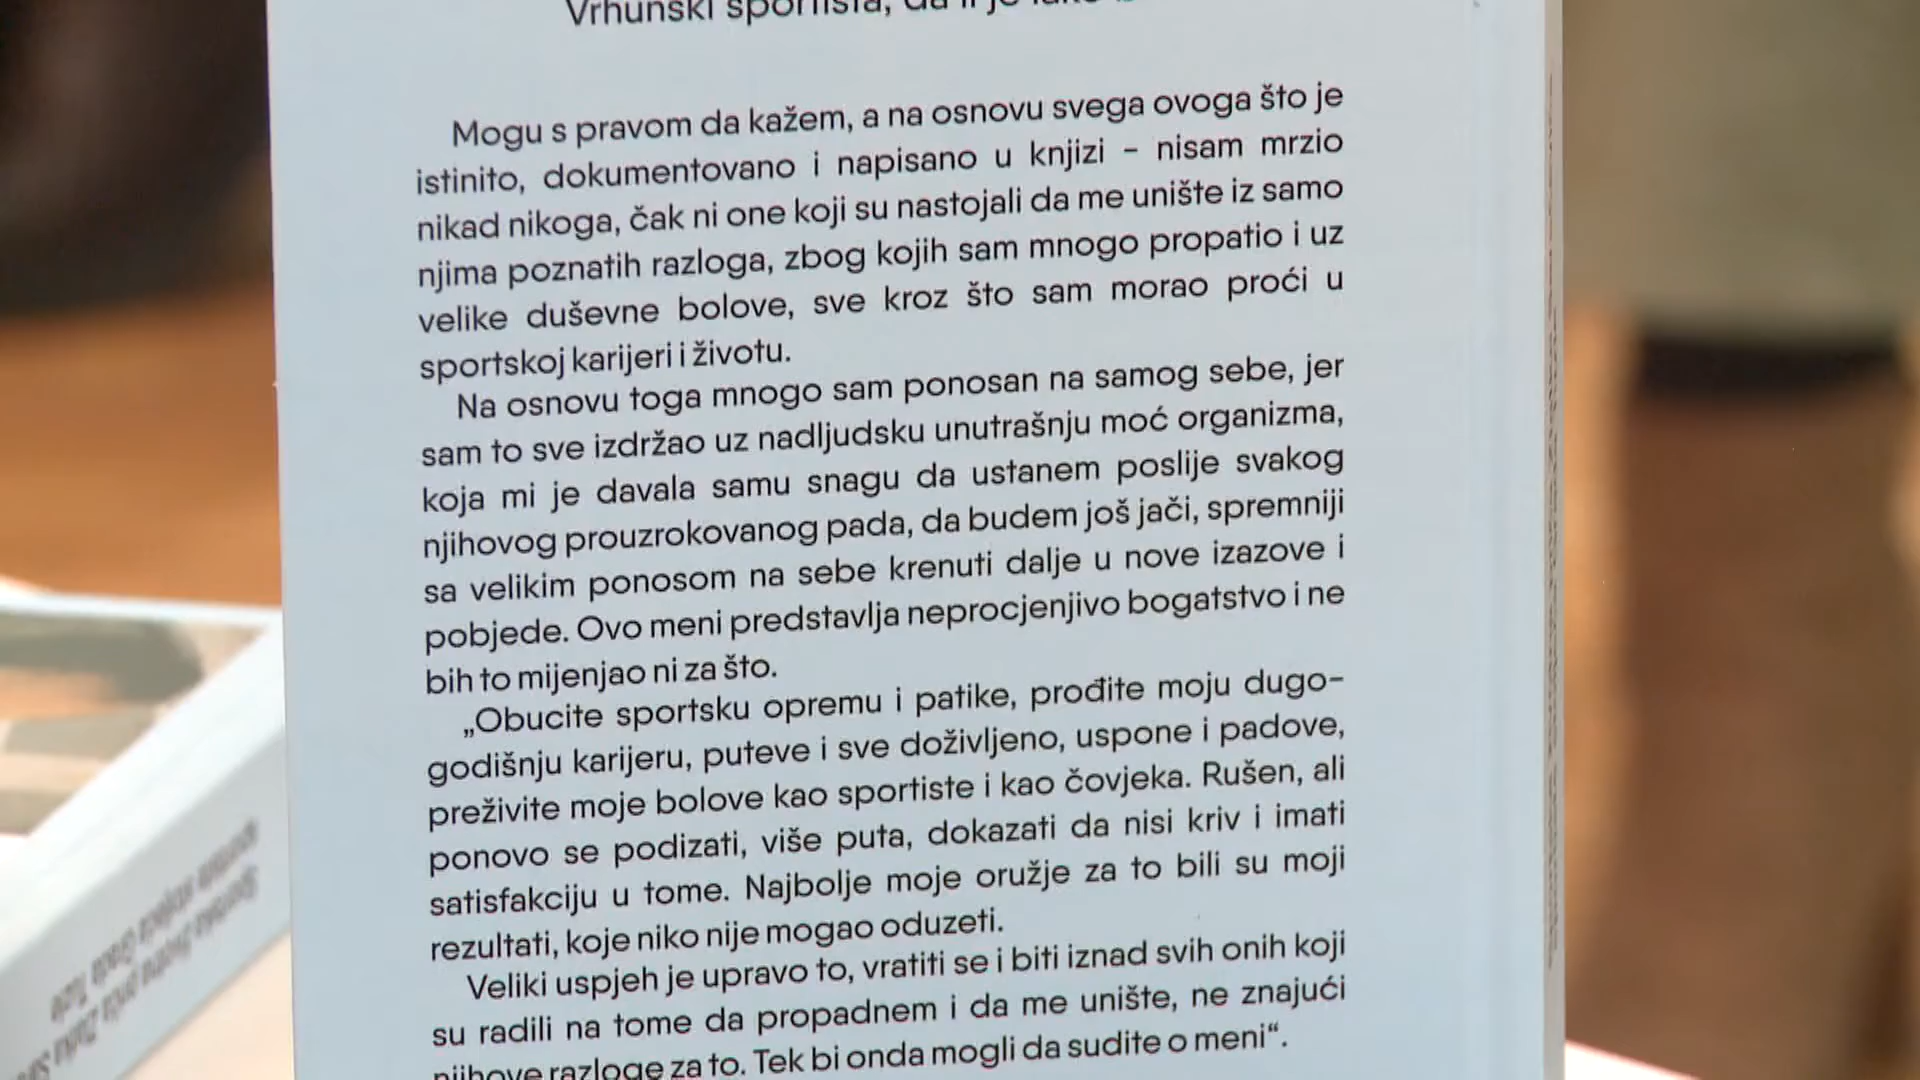 Vrhunski sportista, da li je lako
Mogu s pravom da kažem, a na osnovu svega ovoga što je
istinito, dokumentovano i napisano u knjizi – nisam mrzio
nikad nikoga, čak ni one koji su nastojali da me unište iz samo
njima poznatih razloga, zbog kojih sam mnogo propatio i uz
velike duševne bolove, sve kroz što sam morao proći u
sportskoj karijeri i životu.
Na osnovu toga mnogo sam ponosan na samog sebe, jer
sam to sve izdržao uz nadljudsku unutrašnju moć organizma,
koja mi je davala samu snagu da ustanem poslije svakog
njihovog prouzrokovanog pada, da budem još jači, spremniji
sa velikim ponosom na sebe krenuti dalje u nove izazove i
pobjede. Ovo meni predstavlja neprocjenjivo bogatstvo i ne
bih to mijenjao ni za što.
„Obucite sportsku opremu i patike, prođite moju dugo-
godišnju karijeru, puteve i sve doživljeno, uspone i padove,
preživite moje bolove kao sportiste i kao čovjeka. Rušen, ali
ponovo se podizati, više puta, dokazati da nisi kriv i imati
satisfakciju u tome. Najbolje moje oružje za to bili su moji
rezultati, koje niko nije mogao oduzeti.
Veliki uspjeh je upravo to, vratiti se i biti iznad svih onih koji
su radili na tome da propadnem i da me unište, ne znajući
njihove razloge za to. Tek bi onda mogli da sudite o meni“.